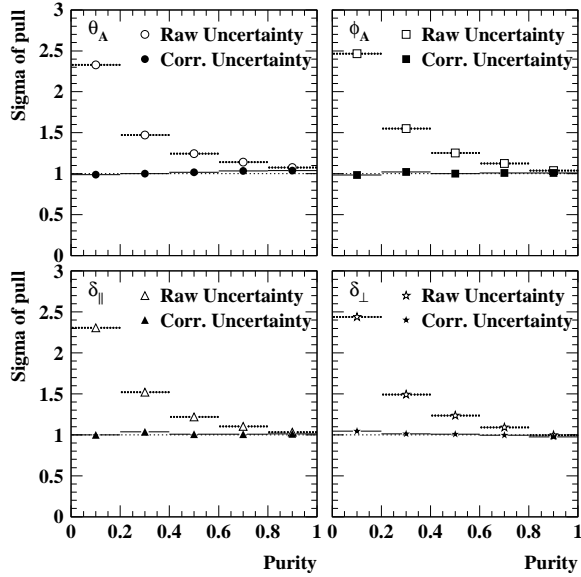 θA φA
Raw Uncertainty Raw Uncertainty
Corr. Uncertainty Corr. Uncertainty
Sigma of pull
3
2.5
2
1.5
1
0.5
0
δ|| δ⊥
Raw Uncertainty Raw Uncertainty
Corr. Uncertainty Corr. Uncertainty
Sigma of pull
3
2.5
2
1.5
1
0.5
0
0 0.2 0.4 0.6 0.8 1 0 0.2 0.4 0.6 0.8 1
Purity Purity